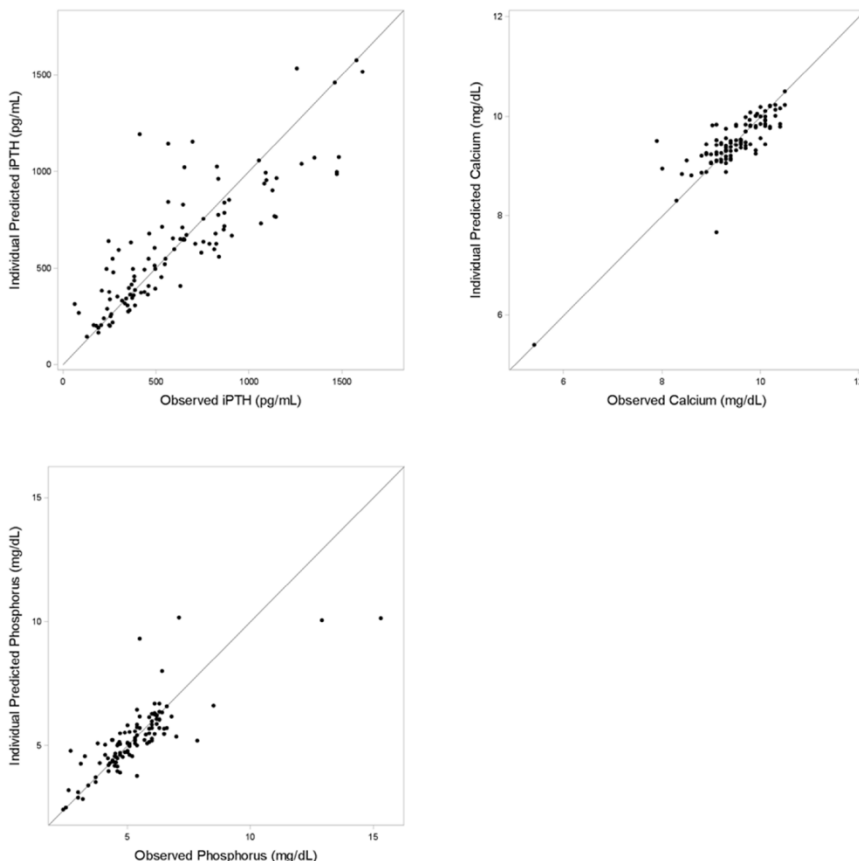 1500
1000
500
0
Individual Predicted iPTH (pg/mL)
0 500 1000 1500
Observed iPTH (pg/mL)
12
10
8
6
Individual Predicted Calcium (mg/dL)
6 8 10 12
Observed Calcium (mg/dL)
15
10
5
Individual Predicted Phosphorus (mg/dL)
5 10 15
Observed Phosphorus (mg/dL)